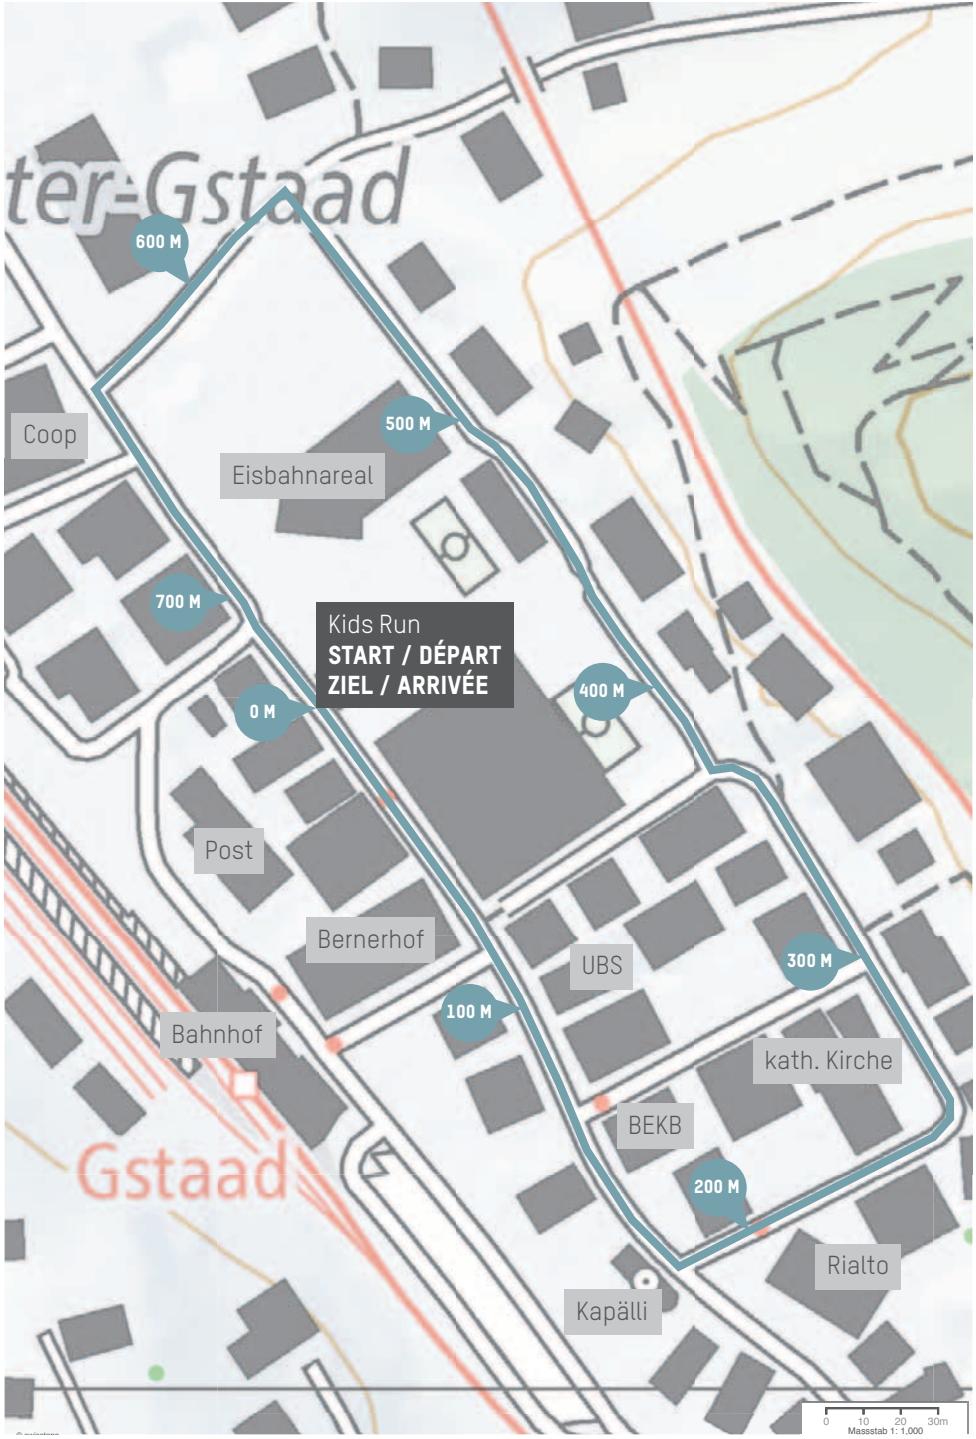 ter-Gstaad
600 M
500 M
Coop
Eisbahnareal
700 M
Kids Run
START / DÉPART
ZIEL / ARRIVÉE
400 M
0 M
Post
Bernerhof
UBS
300 M
100 M
Bahnhof
kath. Kirche
BEKB
Gstaad
200 M
Rialto
Kapälli
0 10 20 30m
Massstab 1: 1,000